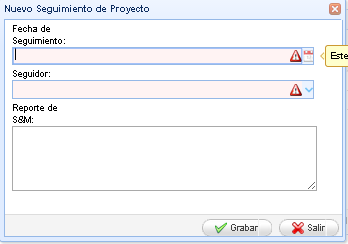 Nuevo Seguimiento de Proyecto
Fecha de
Seguimiento:
Este
Seguidor:
Reporte de
S&M:
Grabar
Salir